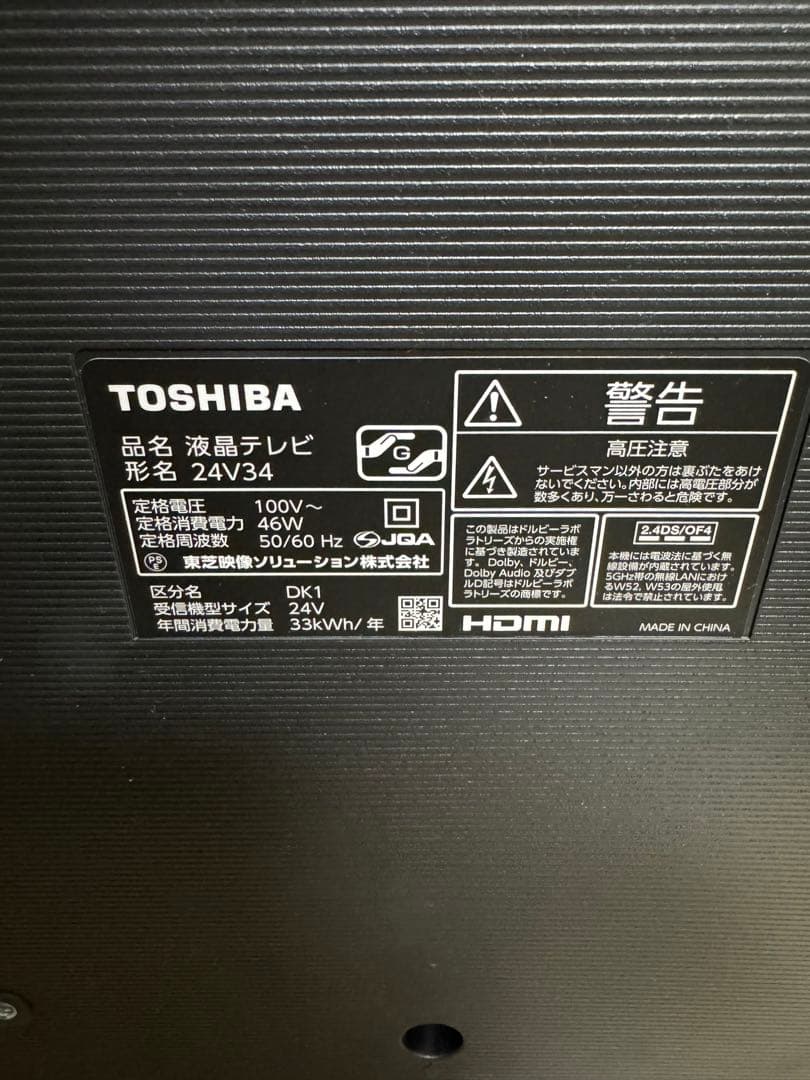 TOSHIBA
品名 液晶テレビ
形名 24V34
G
定格電圧 100V～
定格消費電力 46W
定格周波数 50/60 Hz
JQA
PS
E
東芝映像ソリューション株式会社
区分名 DK1
受信機型サイズ 24V
年間消費電力量 33kWh/年
警告
高圧注意
サービスマン以外の方は裏ぶたをあけ
ないでください。内部には高電圧部分が
数多くあり、万一さわると危険です。
この製品はドルビーラボ
ラトリーズからの実施権
に基づき製造されていま
す。Dolby、ドルビー、
Dolby Audio 及びダブ
ルD記号はドルビーラボ
ラトリーズの商標です。
2.4DS/OF4
本機には電波法に基づく無
線設備が内蔵されています。
5GHz帯の無線LANにおけ
るW52、W53の屋外使用
は法令で禁止されています。
HDMI
MADE IN CHINA